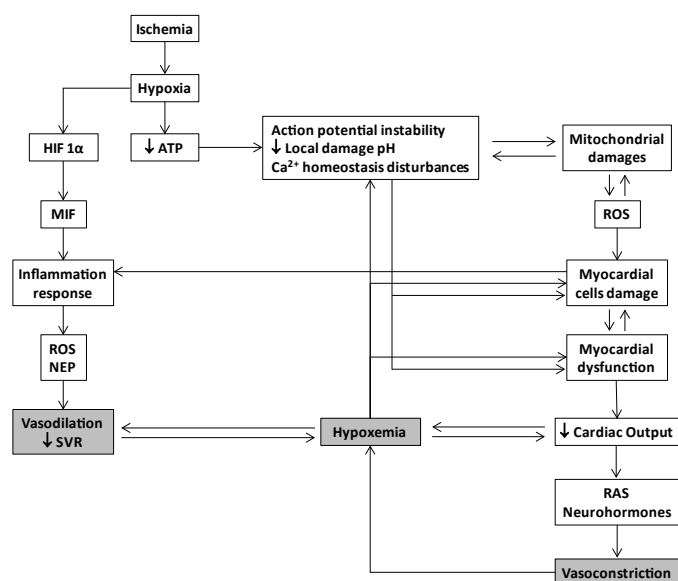 Ischemia
Hypoxia
HIF 1α
↓ ATP
Action potential instability
↓ Local damage pH
Ca²⁺ homeostasis disturbances
Mitochondrial
damages
MIF
ROS
Inflammation
response
Myocardial
cells damage
ROS
NEP
Myocardial
dysfunction
Vasodilation
↓ SVR
Hypoxemia
↓ Cardiac Output
RAS
Neurohormones
Vasoconstriction